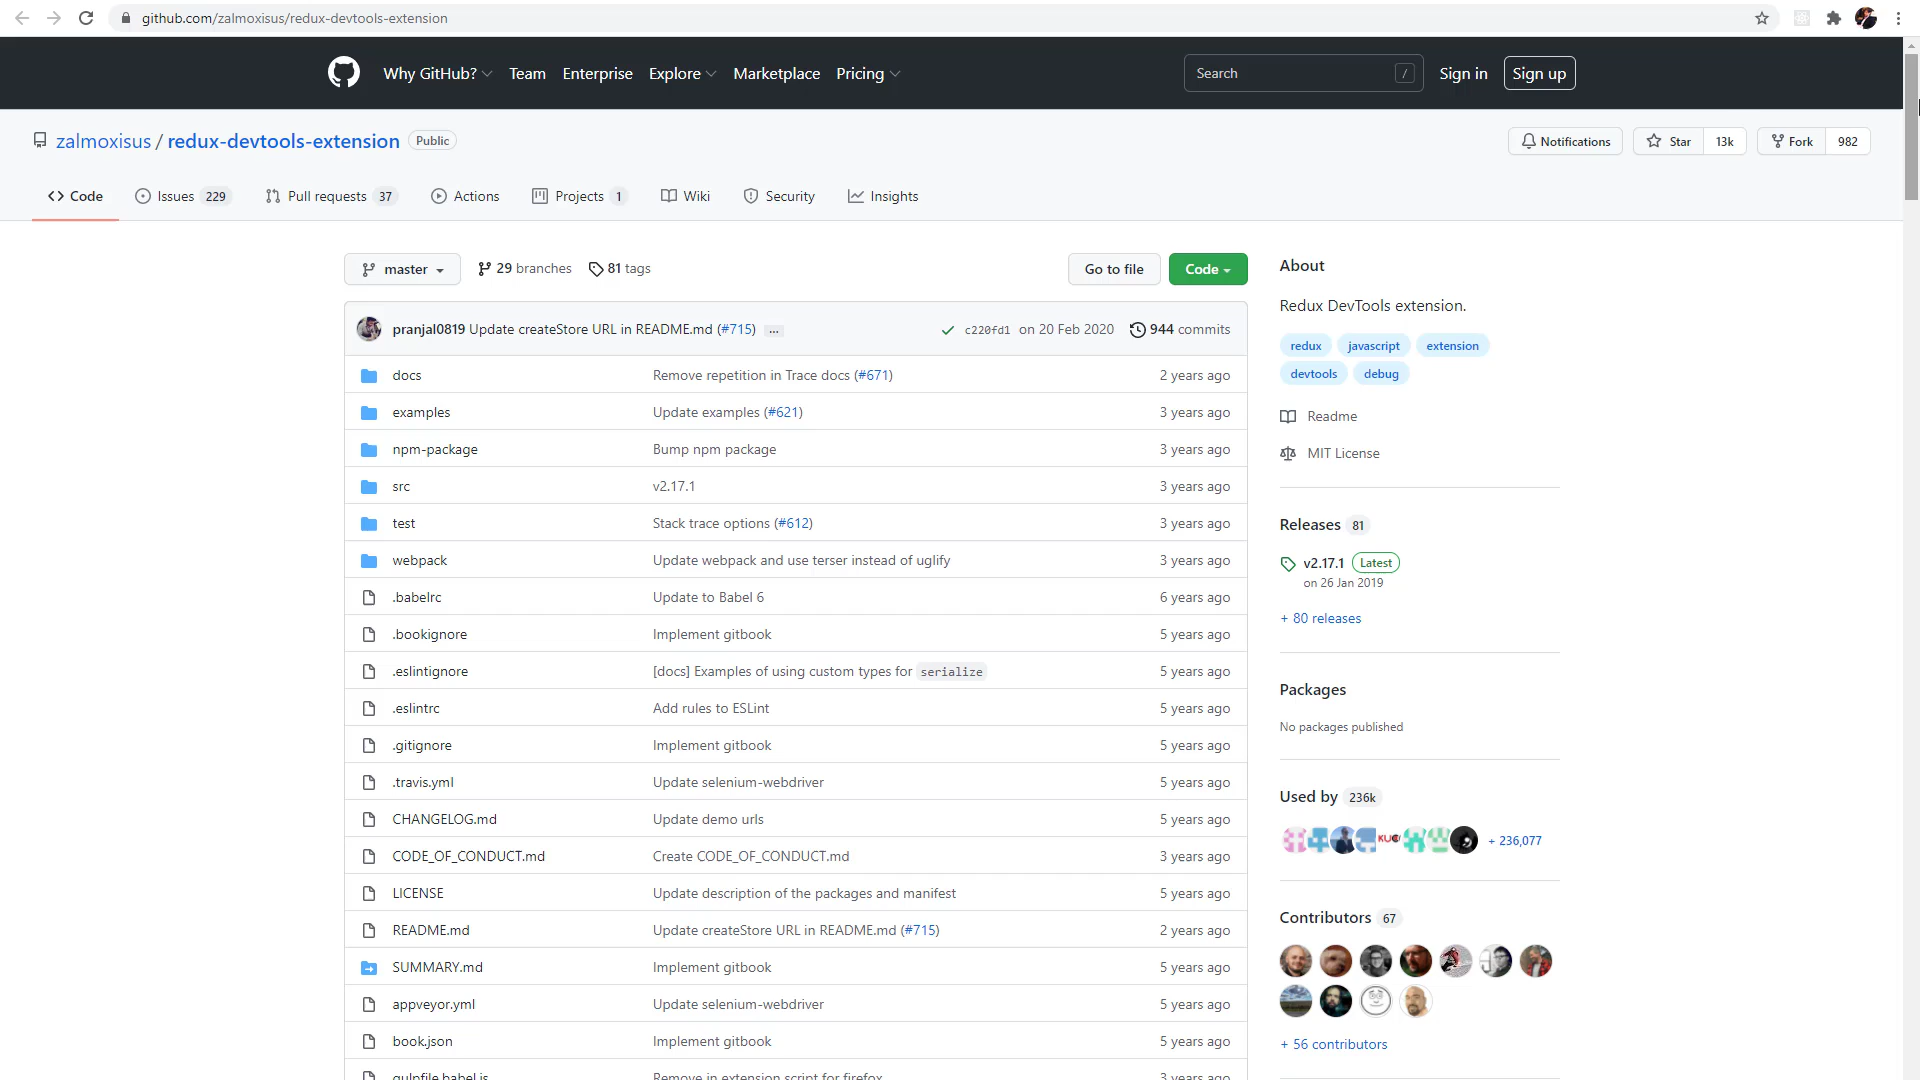 github.com/zalmoxisus/redux-devtools-extension
Why GitHub? Team Enterprise Explore Marketplace Pricing Search / Sign in Sign up
zalmoxisus / redux-devtools-extension Public Notifications Star 13k Fork 982
Code Issues 229 Pull requests 37 Actions Projects 1 Wiki Security Insights
master 29 branches 81 tags Go to file Code
pranjal0819 Update createStore URL in README.md (#715) ... c220fd1 on 20 Feb 2020 944 commits
docs Remove repetition in Trace docs (#671) 2 years ago
examples Update examples (#621) 3 years ago
npm-package Bump npm package 3 years ago
src v2.17.1 3 years ago
test Stack trace options (#612) 3 years ago
webpack Update webpack and use terser instead of uglify 3 years ago
.babelrc Update to Babel 6 6 years ago
.bookignore Implement gitbook 5 years ago
.eslintignore [docs] Examples of using custom types for serialize 5 years ago
.eslintrc Add rules to ESLint 5 years ago
.gitignore Implement gitbook 5 years ago
.travis.yml Update selenium-webdriver 5 years ago
CHANGELOG.md Update demo urls 5 years ago
CODE_OF_CONDUCT.md Create CODE_OF_CONDUCT.md 3 years ago
LICENSE Update description of the packages and manifest 5 years ago
README.md Update createStore URL in README.md (#715) 2 years ago
SUMMARY.md Implement gitbook 5 years ago
appveyor.yml Update selenium-webdriver 5 years ago
book.json Implement gitbook 5 years ago
gulpfile.babel.js Remove in extension script for firefox 3 years ago
About
Redux DevTools extension.
redux javascript extension
devtools debug
Readme
MIT License
Releases 81
v2.17.1 Latest
on 26 Jan 2019
+ 80 releases
Packages
No packages published
Used by 236k
+ 236,077
Contributors 67
+ 56 contributors